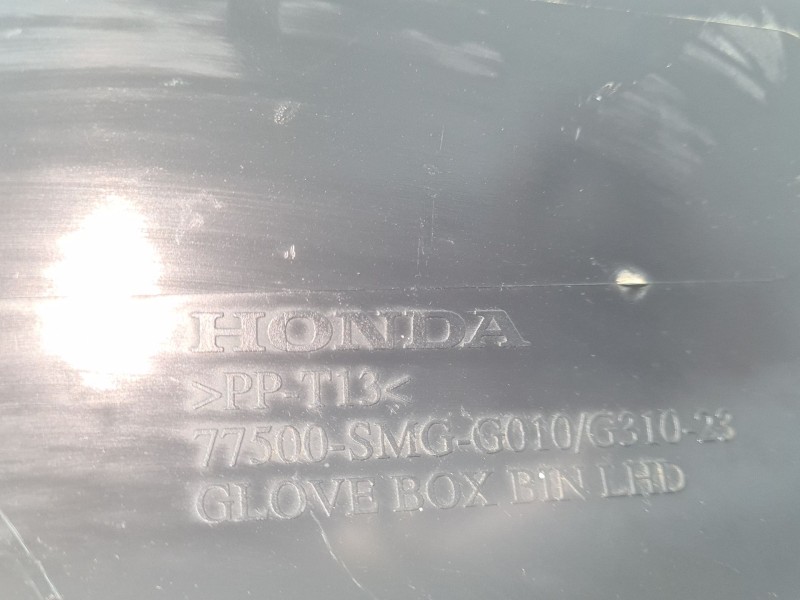 HONDA
>PP-T13<
77500-SMG-G010/G310-23
GLOVE BOX BIN LHD